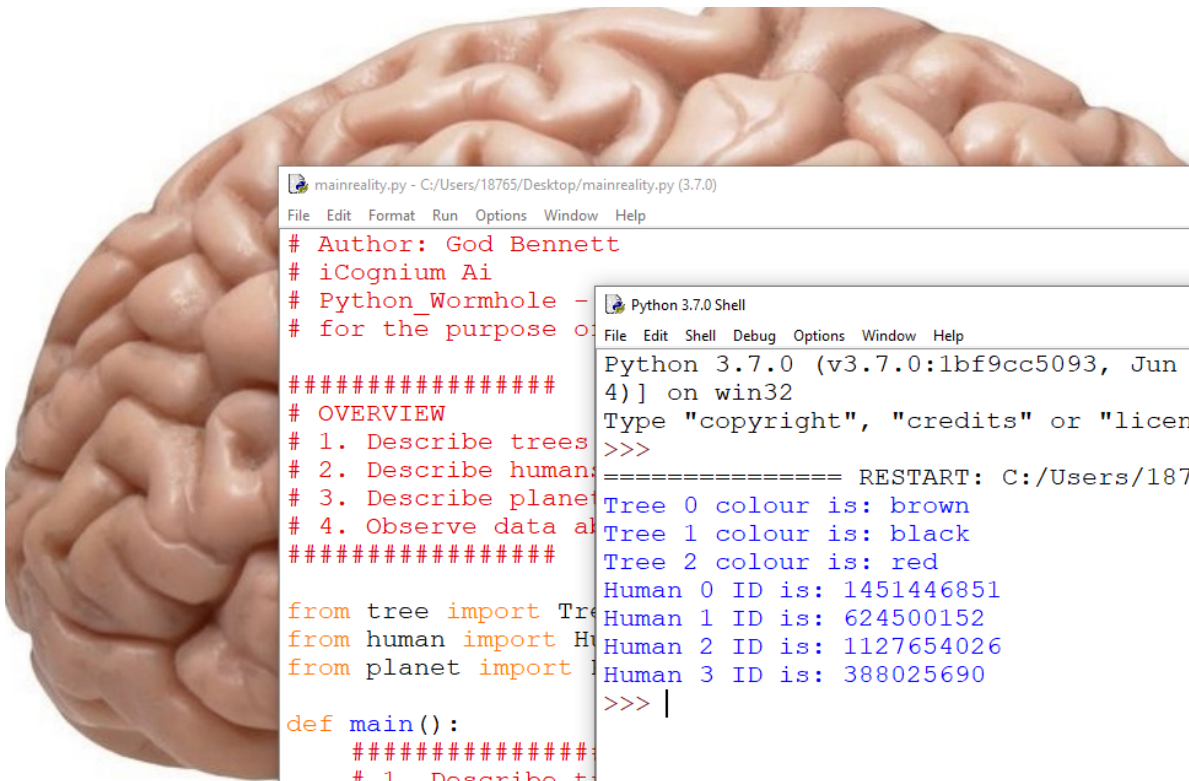 mainreality.py - C:/Users/18765/Desktop/mainreality.py (3.7.0)
File Edit Format Run Options Window Help
# Author: God Bennett
# iCognium Ai
# Python_Wormhole -
# for the purpose
#################
# OVERVIEW
# 1. Describe trees
# 2. Describe humans
# 3. Describe planet
# 4. Observe data
#################
from tree import
from human import
from planet import
def main():
################
# 1. Describe
Python 3.7.0 Shell
File Edit Shell Debug Options Window Help
Python 3.7.0 (v3.7.0:1bf9cc5093, Jun
4)] on win32
Type "copyright", "credits" or "licen
>>>
=============== RESTART: C:/Users/187
Tree 0 colour is: brown
Tree 1 colour is: black
Tree 2 colour is: red
Human 0 ID is: 1451446851
Human 1 ID is: 624500152
Human 2 ID is: 1127654026
Human 3 ID is: 388025690
>>>